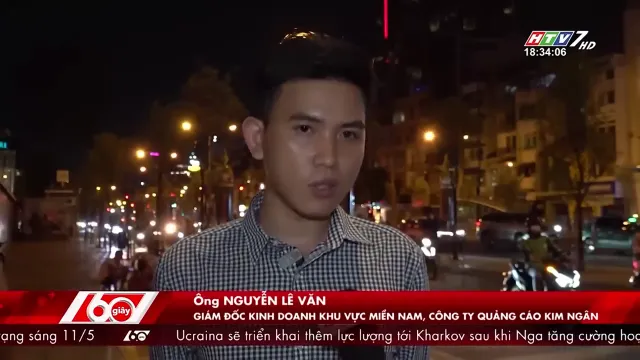 HTV7 HD
18:34:06
Ông NGUYỄN LÊ VĂN
60 giây
GIÁM ĐỐC KINH DOANH KHU VỰC MIỀN NAM, CÔNG TY QUẢNG CÁO KIM NGÂN
rạng sáng 11/5 60 Ucraina sẽ triển khai thêm lực lượng tới Kharkov sau khi Nga tăng cường hoạ